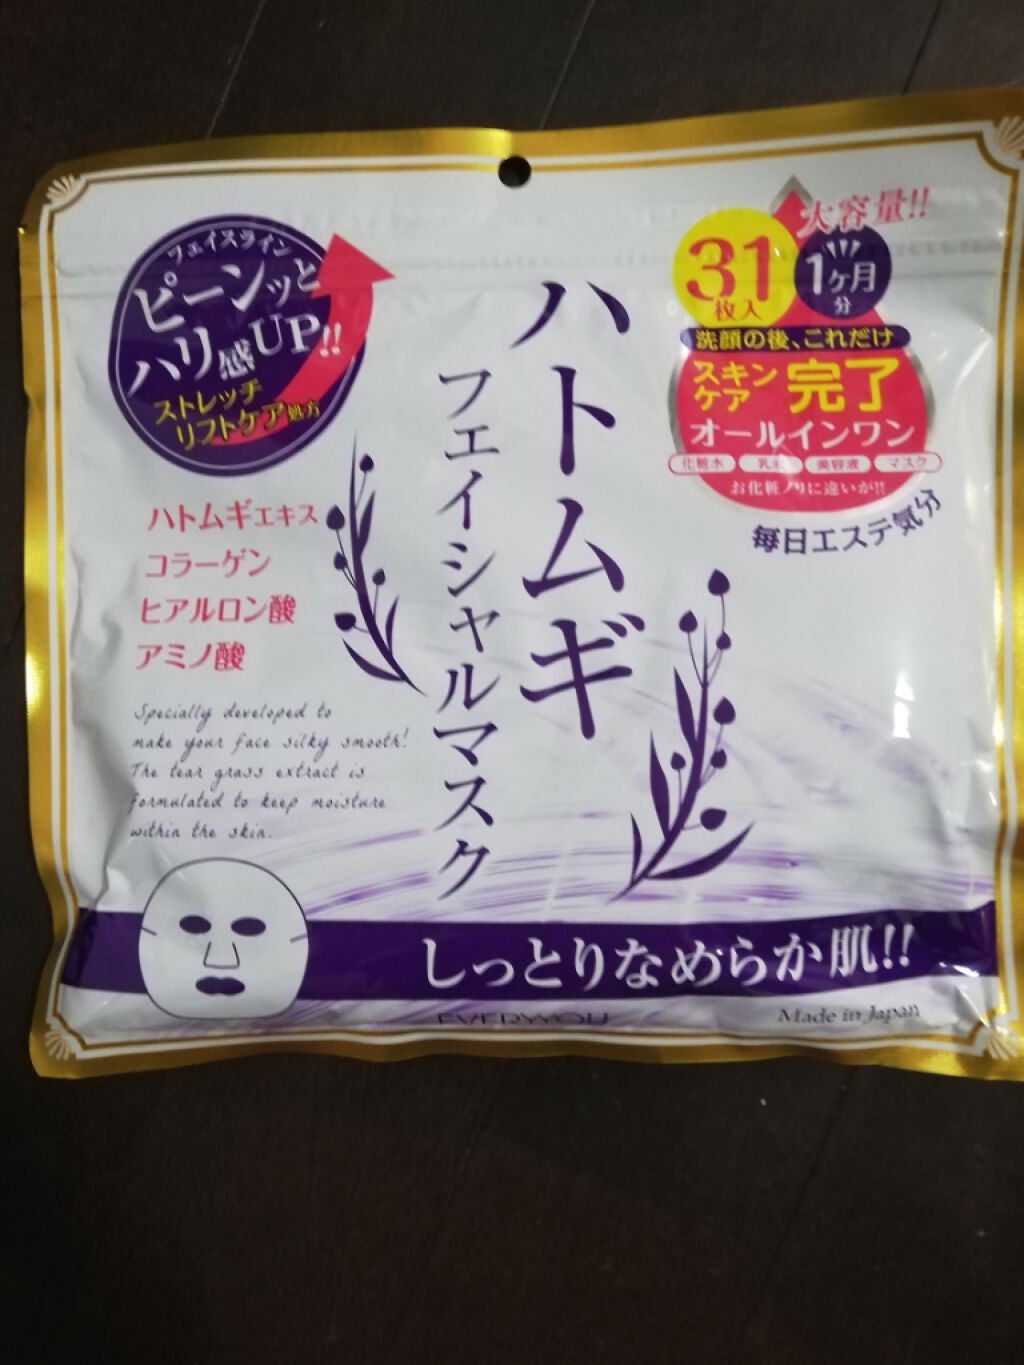 フェイスライン
ピーンッと
ハリ感UP!!
ストレッチ
リフトケア処方
大容量!!
31
枚入
1ヶ月
分
洗顔の後、これだけ
スキン
ケア
完了
オールインワン
化粧水 乳液 美容液 マスク
お化粧ノリに違いが!!
毎日エステ気分
ハトムギ
フェイシャルマスク
ハトムギエキス
コラーゲン
ヒアルロン酸
アミノ酸
Specially developed to
make your face silky smooth!
The tear grass extract is
formulated to keep moisture
within the skin.
しっとりなめらか肌!!
EVERYYOU
Made in Japan